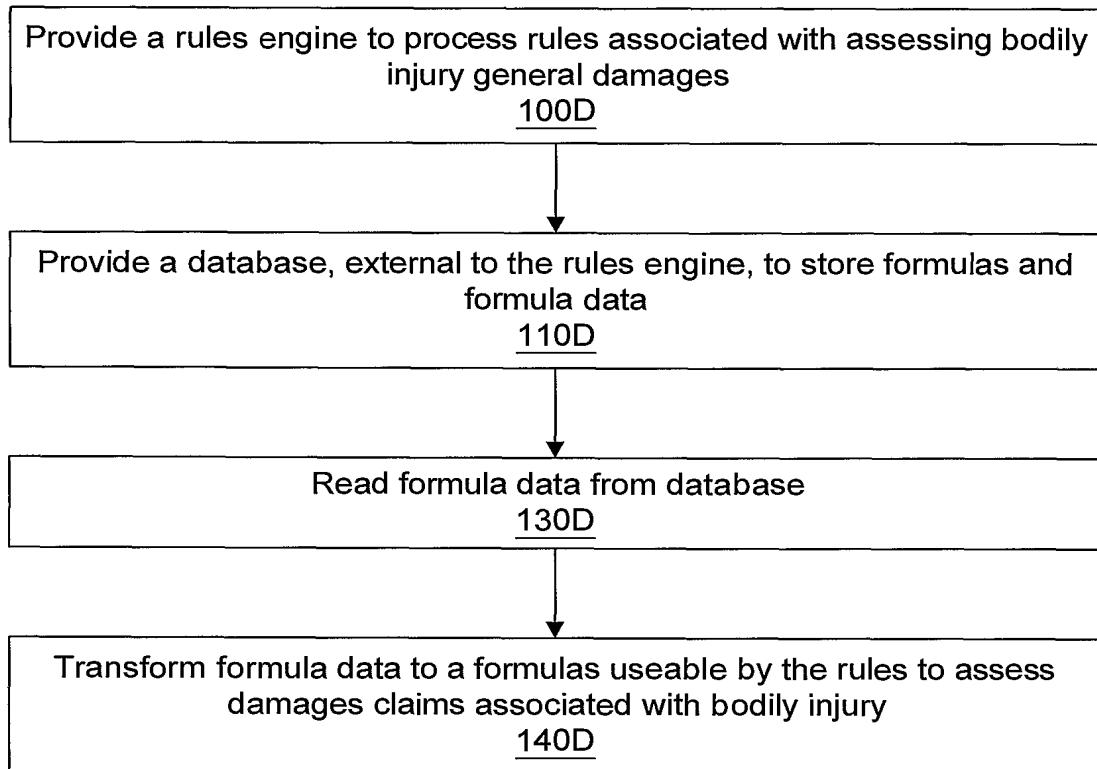 Provide a rules engine to process rules associated with assessing bodily
injury general damages
100D
Provide a database, external to the rules engine, to store formulas and
formula data
110D
Read formula data from database
130D
Transform formula data to a formulas useable by the rules to assess
damages claims associated with bodily injury
140D